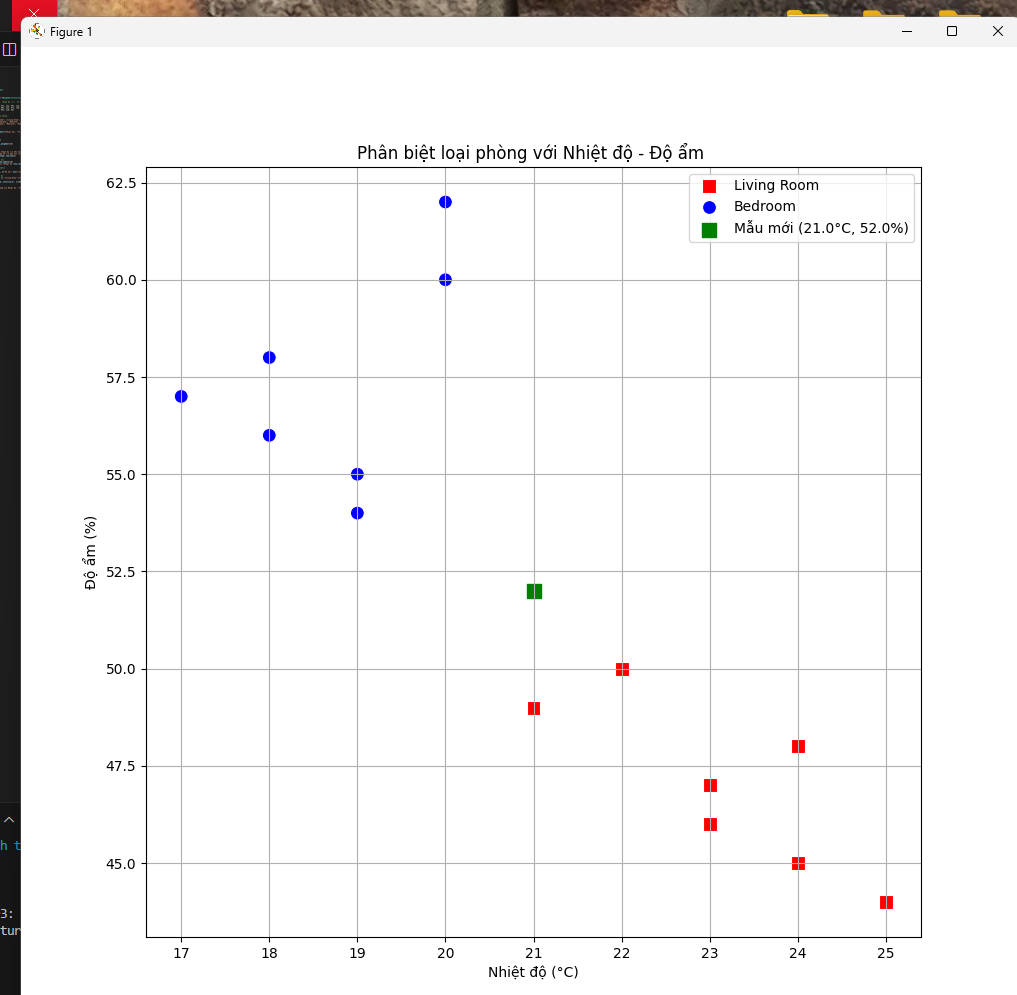 Figure 1
Phân biệt loại phòng với Nhiệt độ - Độ ẩm
Living Room
Bedroom
Mẫu mới (21.0°C, 52.0%)
62.5
60.0
57.5
55.0
52.5
50.0
47.5
45.0
Độ ẩm (%)
17 18 19 20 21 22 23 24 25
Nhiệt độ (°C)
h t
3:
tur